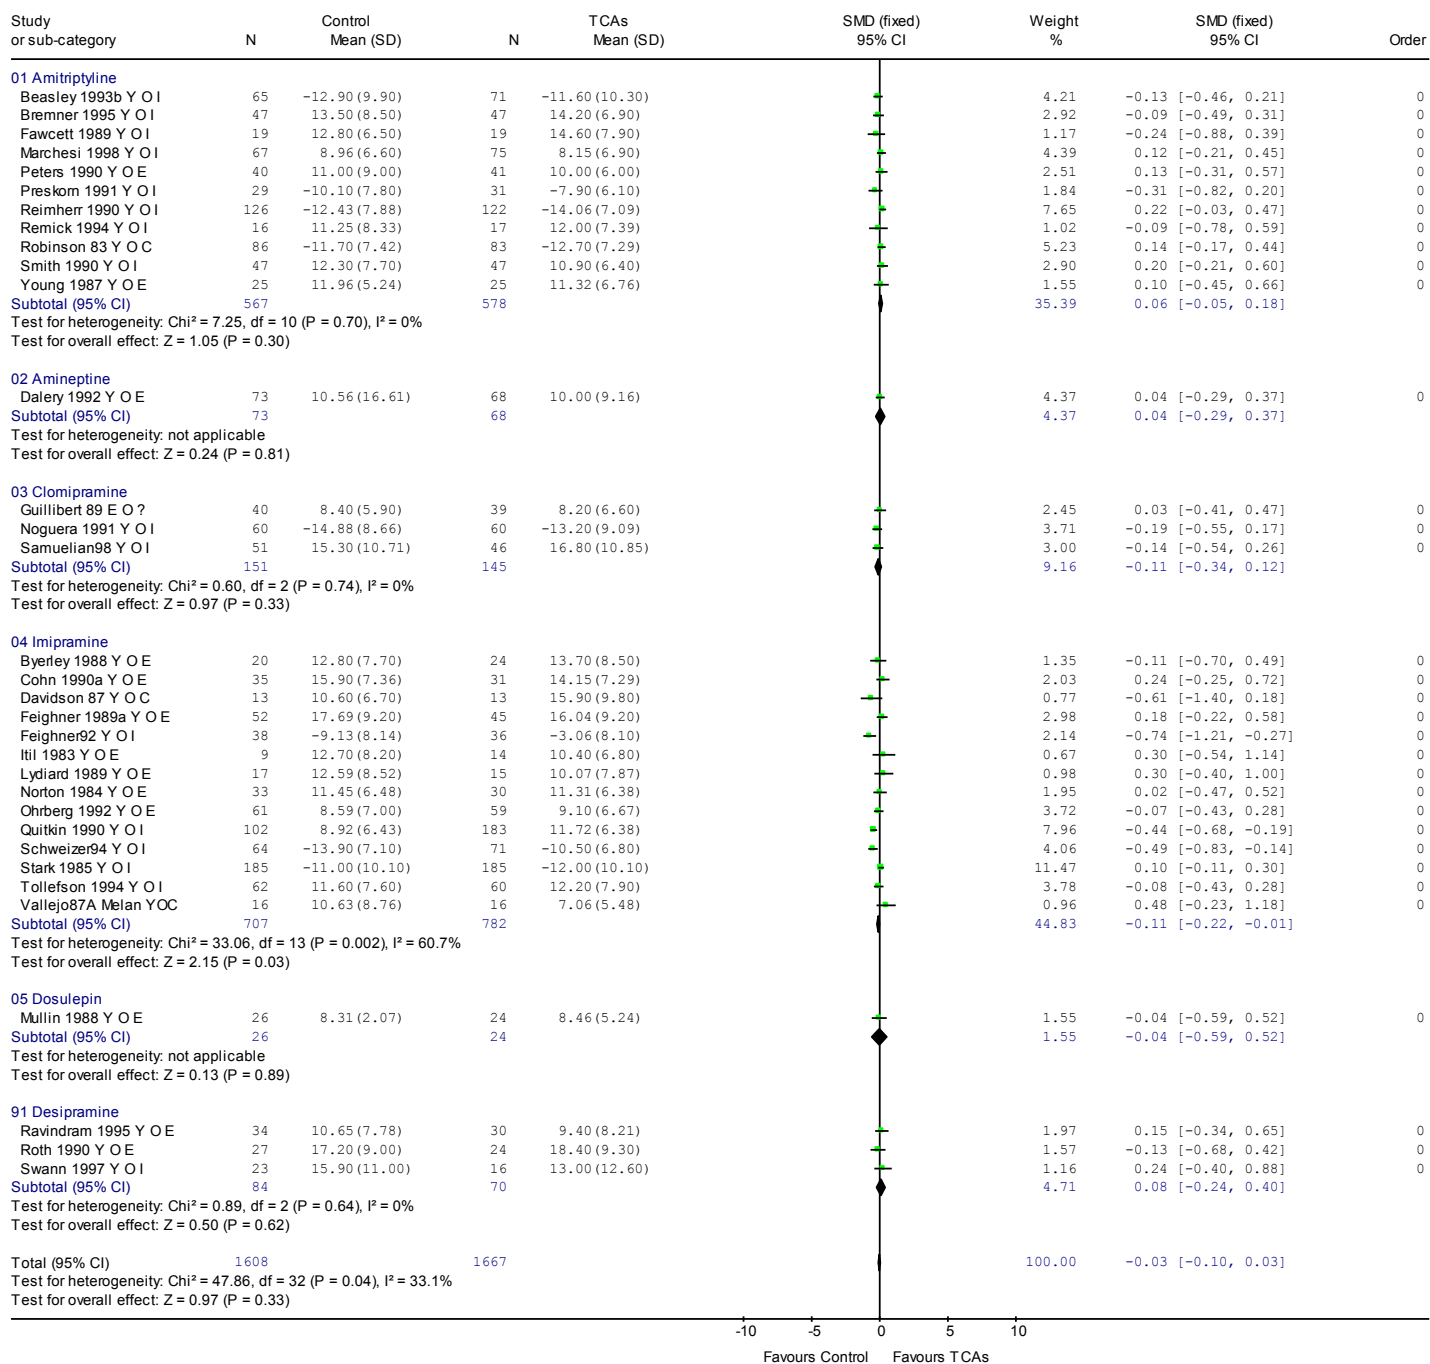 Study Control TCAs SMD (fixed) Weight SMD (fixed)
or sub-category N Mean (SD) N Mean (SD) 95% CI % 95% CI Order
01 Amitriptyline
Beasley 1993b Y O I 65 -12.90(9.90) 71 -11.60(10.30) 4.21 -0.13 [-0.46, 0.21] 0
Bremner 1995 Y O I 47 13.50(8.50) 47 14.20(6.90) 2.92 -0.09 [-0.49, 0.31] 0
Fawcett 1989 Y O I 19 12.80(6.50) 19 14.60(7.90) 1.17 -0.24 [-0.88, 0.39] 0
Marchesi 1998 Y O I 67 8.96(6.60) 75 8.15(6.90) 4.39 0.12 [-0.21, 0.45] 0
Peters 1990 Y O E 40 11.00(9.00) 41 10.00(6.00) 2.51 0.13 [-0.31, 0.57] 0
Preskorn 1991 Y O I 29 -10.10(7.80) 31 -7.90(6.10) 1.84 -0.31 [-0.82, 0.20] 0
Reimherr 1990 Y O I 126 -12.43(7.88) 122 -14.06(7.09) 7.65 0.22 [-0.03, 0.47] 0
Remick 1994 Y O I 16 11.25(8.33) 17 12.00(7.39) 1.02 -0.09 [-0.78, 0.59] 0
Robinson 83 Y O C 86 -11.70(7.42) 83 -12.70(7.29) 5.23 0.14 [-0.17, 0.44] 0
Smith 1990 Y O I 47 12.30(7.70) 47 10.90(6.40) 2.90 0.20 [-0.21, 0.60] 0
Young 1987 Y O E 25 11.96(5.24) 25 11.32(6.76) 1.55 0.10 [-0.45, 0.66] 0
Subtotal (95% CI) 567 578 35.39 0.06 [-0.05, 0.18]
Test for heterogeneity: Chi² = 7.25, df = 10 (P = 0.70), I² = 0%
Test for overall effect: Z = 1.05 (P = 0.30)
02 Amineptine
Dalery 1992 Y O E 73 10.56(16.61) 68 10.00(9.16) 4.37 0.04 [-0.29, 0.37] 0
Subtotal (95% CI) 73 68 4.37 0.04 [-0.29, 0.37]
Test for heterogeneity: not applicable
Test for overall effect: Z = 0.24 (P = 0.81)
03 Clomipramine
Guillibert 89 E O ? 40 8.40(5.90) 39 8.20(6.60) 2.45 0.03 [-0.41, 0.47] 0
Noguera 1991 Y O I 60 -14.88(8.66) 60 -13.20(9.09) 3.71 -0.19 [-0.55, 0.17] 0
Samuelian98 Y O I 51 15.30(10.71) 46 16.80(10.85) 3.00 -0.14 [-0.54, 0.26] 0
Subtotal (95% CI) 151 145 9.16 -0.11 [-0.34, 0.12]
Test for heterogeneity: Chi² = 0.60, df = 2 (P = 0.74), I² = 0%
Test for overall effect: Z = 0.97 (P = 0.33)
04 Imipramine
Byerley 1988 Y O E 20 12.80(7.70) 24 13.70(8.50) 1.35 -0.11 [-0.70, 0.49] 0
Cohn 1990a Y O E 35 15.90(7.36) 31 14.15(7.29) 2.03 0.24 [-0.25, 0.72] 0
Davidson 87 Y O C 13 10.60(6.70) 13 15.90(9.80) 0.77 -0.61 [-1.40, 0.18] 0
Feighner 1989a Y O E 52 17.69(9.20) 45 16.04(9.20) 2.98 0.18 [-0.22, 0.58] 0
Feighner92 Y O I 38 -9.13(8.14) 36 -3.06(8.10) 2.14 -0.74 [-1.21, -0.27] 0
Itil 1983 Y O E 9 12.70(8.20) 14 10.40(6.80) 0.67 0.30 [-0.54, 1.14] 0
Lydiard 1989 Y O E 17 12.59(8.52) 15 10.07(7.87) 0.98 0.30 [-0.40, 1.00] 0
Norton 1984 Y O E 33 11.45(6.48) 30 11.31(6.38) 1.95 0.02 [-0.47, 0.52] 0
Ohrberg 1992 Y O E 61 8.59(7.00) 59 9.10(6.67) 3.72 -0.07 [-0.43, 0.28] 0
Quitkin 1990 Y O I 102 8.92(6.43) 183 11.72(6.38) 7.96 -0.44 [-0.68, -0.19] 0
Schweizer94 Y O I 64 -13.90(7.10) 71 -10.50(6.80) 4.06 -0.49 [-0.83, -0.14] 0
Stark 1985 Y O I 185 -11.00(10.10) 185 -12.00(10.10) 11.47 0.10 [-0.11, 0.30] 0
Tollefson 1994 Y O I 62 11.60(7.60) 60 12.20(7.90) 3.78 -0.08 [-0.43, 0.28] 0
Vallejo87A Melan YOC 16 10.63(8.76) 16 7.06(5.48) 0.96 0.48 [-0.23, 1.18] 0
Subtotal (95% CI) 707 782 44.83 -0.11 [-0.22, -0.01]
Test for heterogeneity: Chi² = 33.06, df = 13 (P = 0.002), I² = 60.7%
Test for overall effect: Z = 2.15 (P = 0.03)
05 Dosulepin
Mullin 1988 Y O E 26 8.31(2.07) 24 8.46(5.24) 1.55 -0.04 [-0.59, 0.52] 0
Subtotal (95% CI) 26 24 1.55 -0.04 [-0.59, 0.52]
Test for heterogeneity: not applicable
Test for overall effect: Z = 0.13 (P = 0.89)
91 Desipramine
Ravindram 1995 Y O E 34 10.65(7.78) 30 9.40(8.21) 1.97 0.15 [-0.34, 0.65] 0
Roth 1990 Y O E 27 17.20(9.00) 24 18.40(9.30) 1.57 -0.13 [-0.68, 0.42] 0
Swann 1997 Y O I 23 15.90(11.00) 16 13.00(12.60) 1.16 0.24 [-0.40, 0.88] 0
Subtotal (95% CI) 84 70 4.71 0.08 [-0.24, 0.40]
Test for heterogeneity: Chi² = 0.89, df = 2 (P = 0.64), I² = 0%
Test for overall effect: Z = 0.50 (P = 0.62)
Total (95% CI) 1608 1667 100.00 -0.03 [-0.10, 0.03]
Test for heterogeneity: Chi² = 47.86, df = 32 (P = 0.04), I² = 33.1%
Test for overall effect: Z = 0.97 (P = 0.33)
-10 -5 0 5 10
Favours Control Favours TCAs